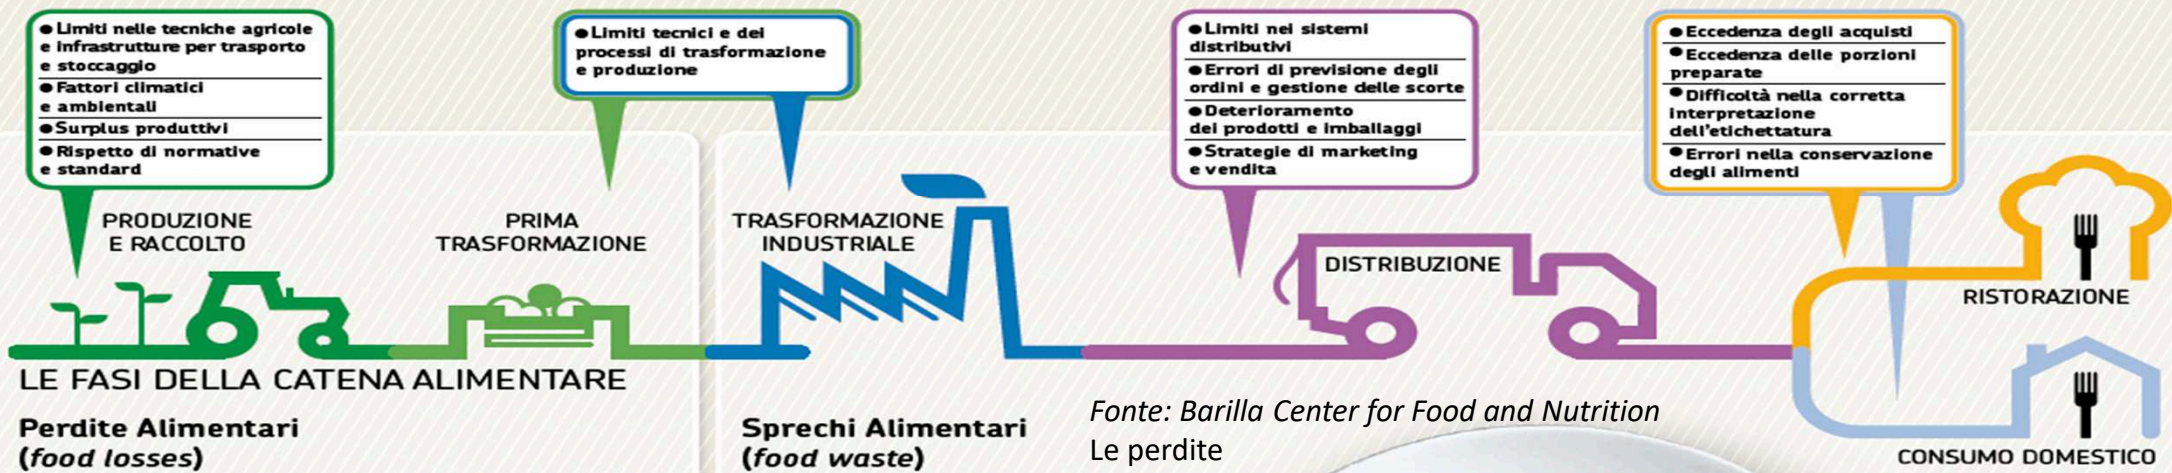 ● Limiti nelle tecniche agricole
e infrastrutture per trasporto
e stoccaggio
● Fattori climatici
e ambientali
● Surplus produttivi
● Rispetto di normative
e standard
● Limiti tecnici e dei
processi di trasformazione
e produzione
● Limiti nei sistemi
distributivi
● Errori di previsione degli
ordini e gestione delle scorte
● Deterioramento
dei prodotti e imballaggi
● Strategie di marketing
e vendita
● Eccedenza degli acquisti
● Eccedenza delle porzioni
preparate
● Difficoltà nella corretta
interpretazione
dell'etichettatura
● Errori nella conservazione
degli alimenti
PRODUZIONE
E RACCOLTO
PRIMA
TRASFORMAZIONE
TRASFORMAZIONE
INDUSTRIALE
DISTRIBUZIONE
RISTORAZIONE
CONSUMO DOMESTICO
LE FASI DELLA CATENA ALIMENTARE
Perdite Alimentari
(food losses)
Sprechi Alimentari
(food waste)
Fonte: Barilla Center for Food and Nutrition
Le perdite